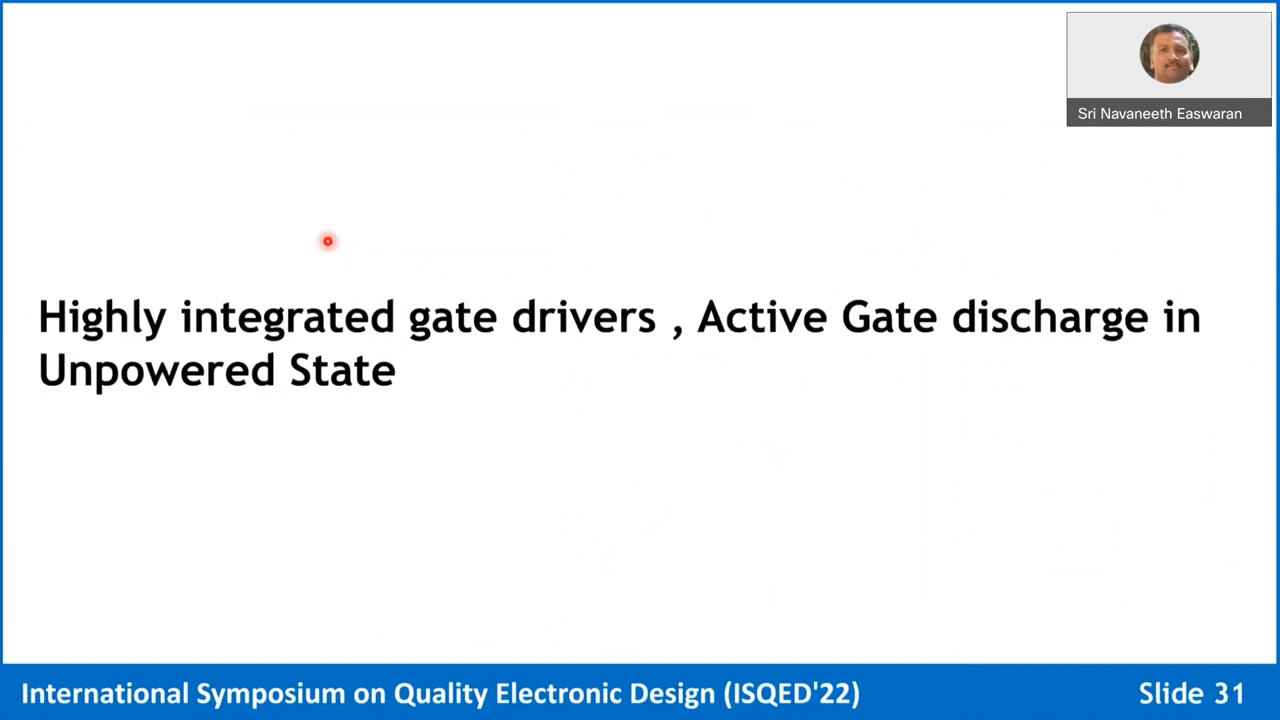 Sri Navaneeth Easwaran
Highly integrated gate drivers , Active Gate discharge in
Unpowered State
International Symposium on Quality Electronic Design (ISQED'22)
Slide 31